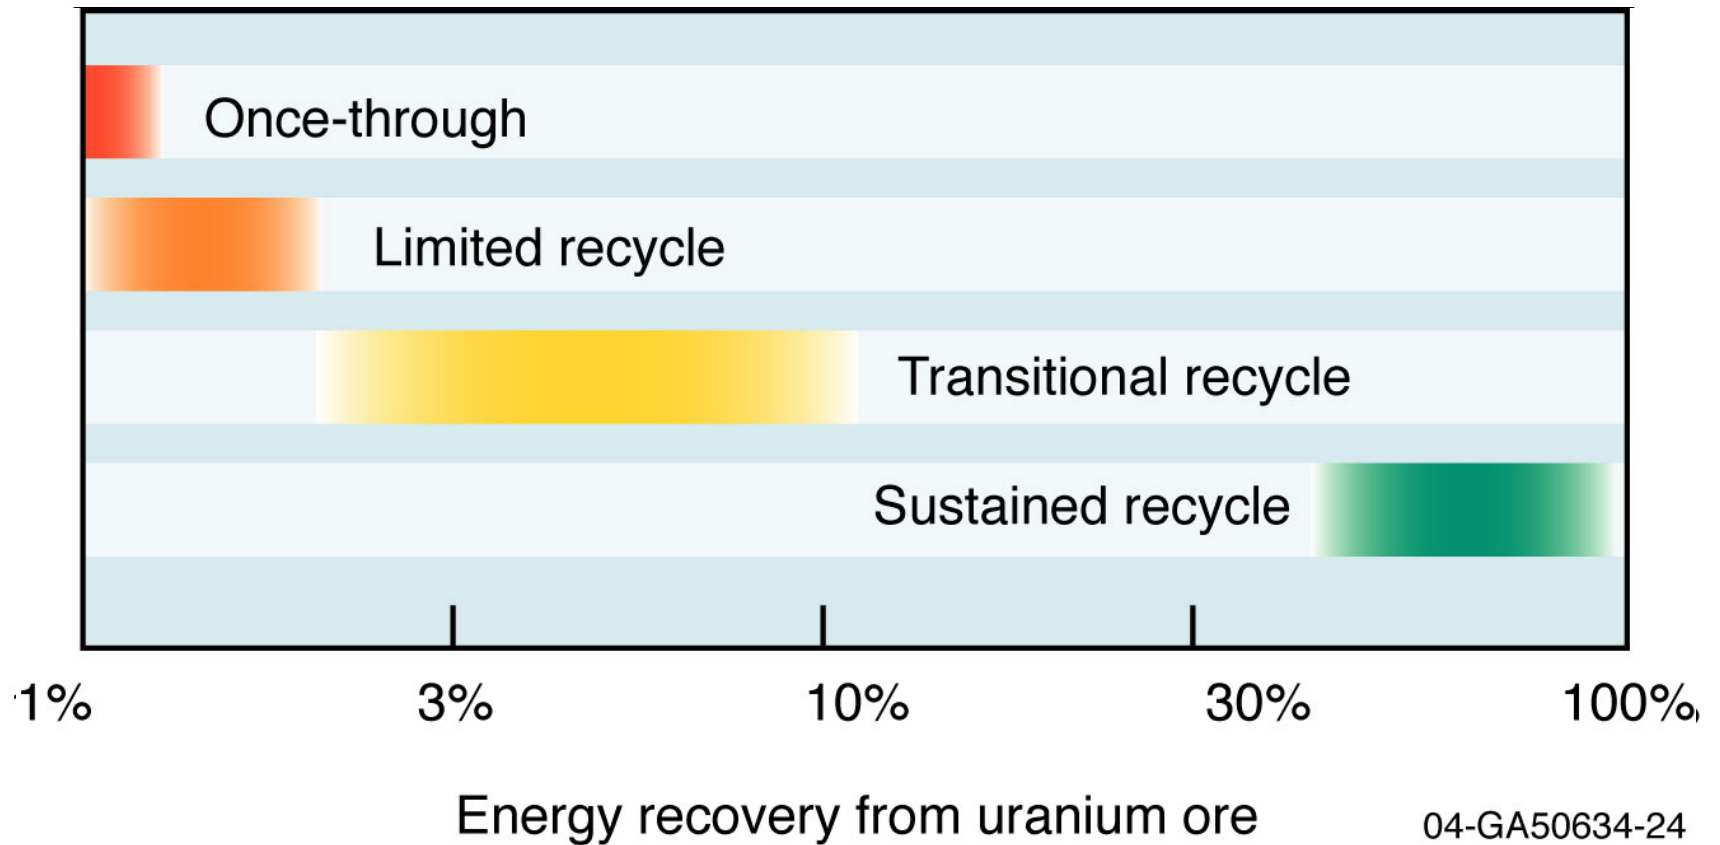 Once-through
Limited recycle
Transitional recycle
Sustained recycle
1% 3% 10% 30% 100%
Energy recovery from uranium ore
04-GA50634-24